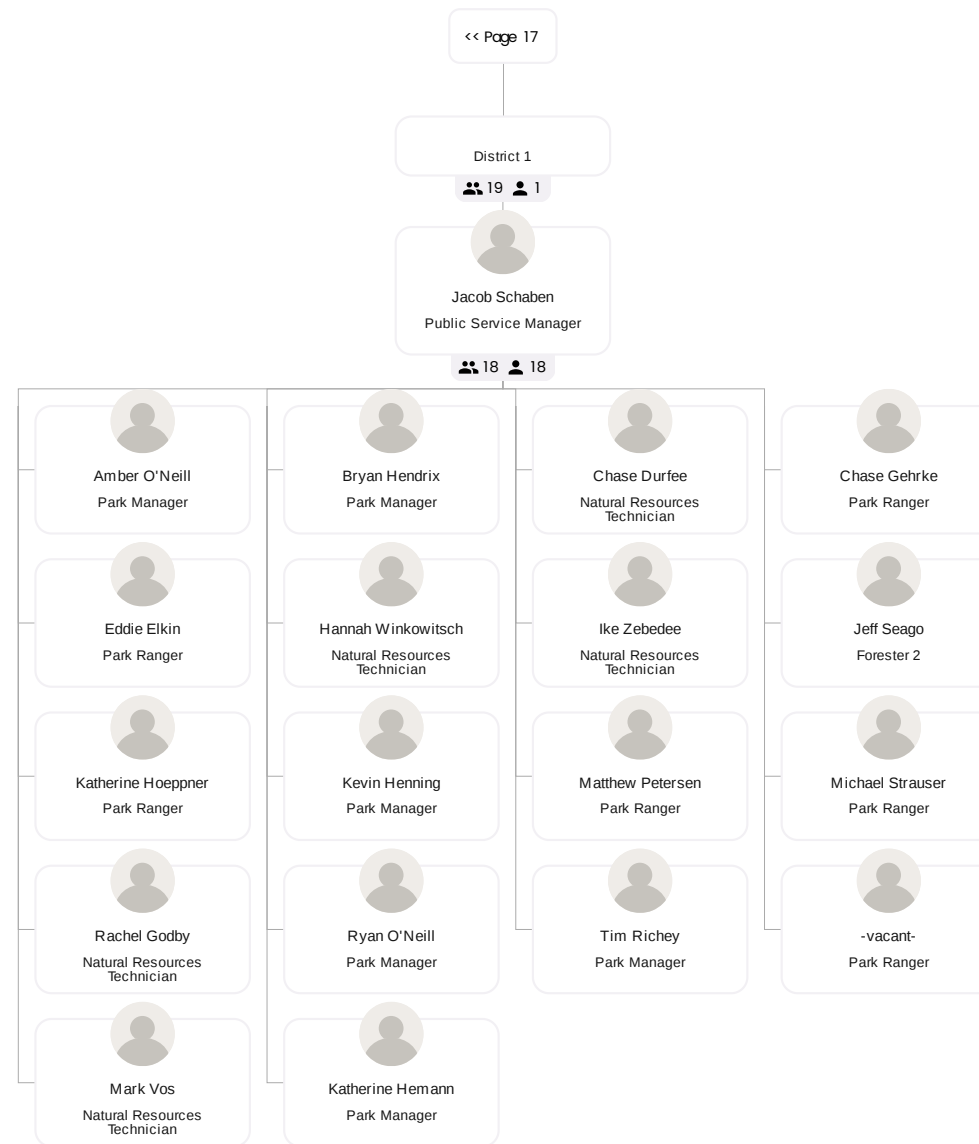 << Page 17
District 1
19 1
Jacob Schaben
Public Service Manager
18 18
Amber O'Neill
Park Manager
Bryan Hendrix
Park Manager
Chase Durfee
Natural Resources
Technician
Chase Gehrke
Park Ranger
Eddie Elkin
Park Ranger
Hannah Winkowitsch
Natural Resources
Technician
Ike Zebedee
Natural Resources
Technician
Jeff Seago
Forester 2
Katherine Hoeppner
Park Ranger
Kevin Henning
Park Manager
Matthew Petersen
Park Ranger
Michael Strauser
Park Ranger
Rachel Godby
Natural Resources
Technician
Ryan O'Neill
Park Manager
Tim Richey
Park Manager
-vacant-
Park Ranger
Mark Vos
Natural Resources
Technician
Katherine Hemann
Park Manager